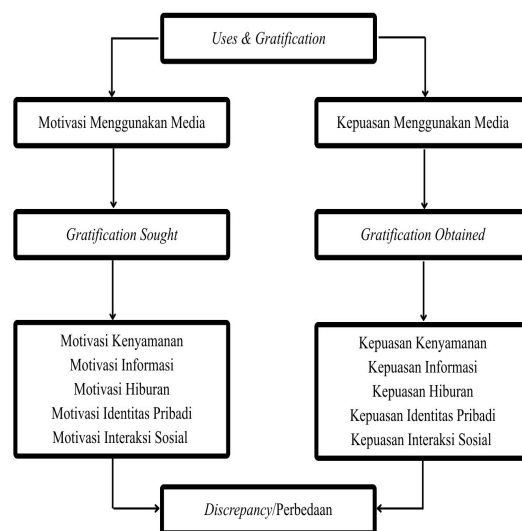 Uses & Gratification
Motivasi Menggunakan Media
Kepuasan Menggunakan Media
Gratification Sought
Gratification Obtained
Motivasi Kenyamanan
Motivasi Informasi
Motivasi Hiburan
Motivasi Identitas Pribadi
Motivasi Interaksi Sosial
Kepuasan Kenyamanan
Kepuasan Informasi
Kepuasan Hiburan
Kepuasan Identitas Pribadi
Kepuasan Interaksi Sosial
Discrepancy/Perbedaan